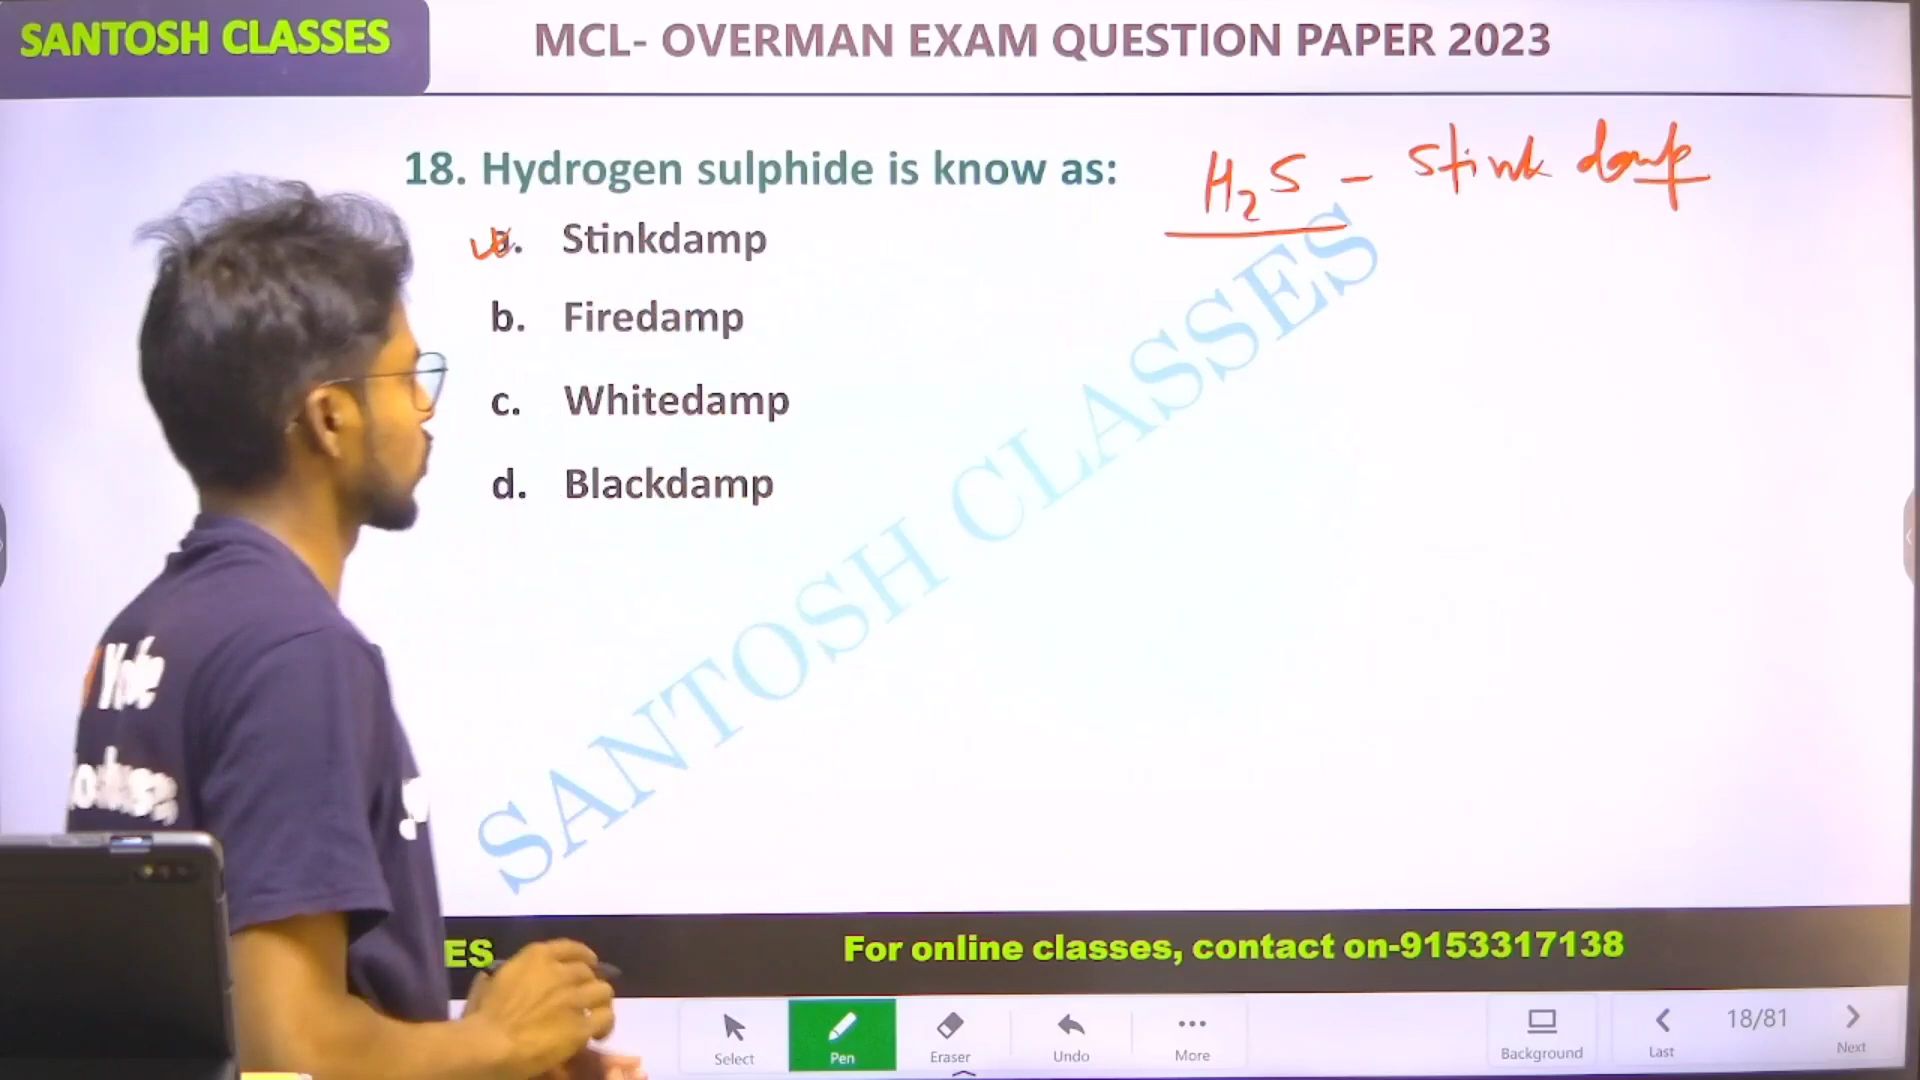 SANTOSH CLASSES
MCL- OVERMAN EXAM QUESTION PAPER 2023
18. Hydrogen sulphide is know as:
H₂S - Stink damp
a. Stinkdamp
b. Firedamp
c. Whitedamp
d. Blackdamp
SANTOSH CLASSES
ES
For online classes, contact on-9153317138
Select
Pen
Eraser
Undo
More
Background
Last
18/81
Next